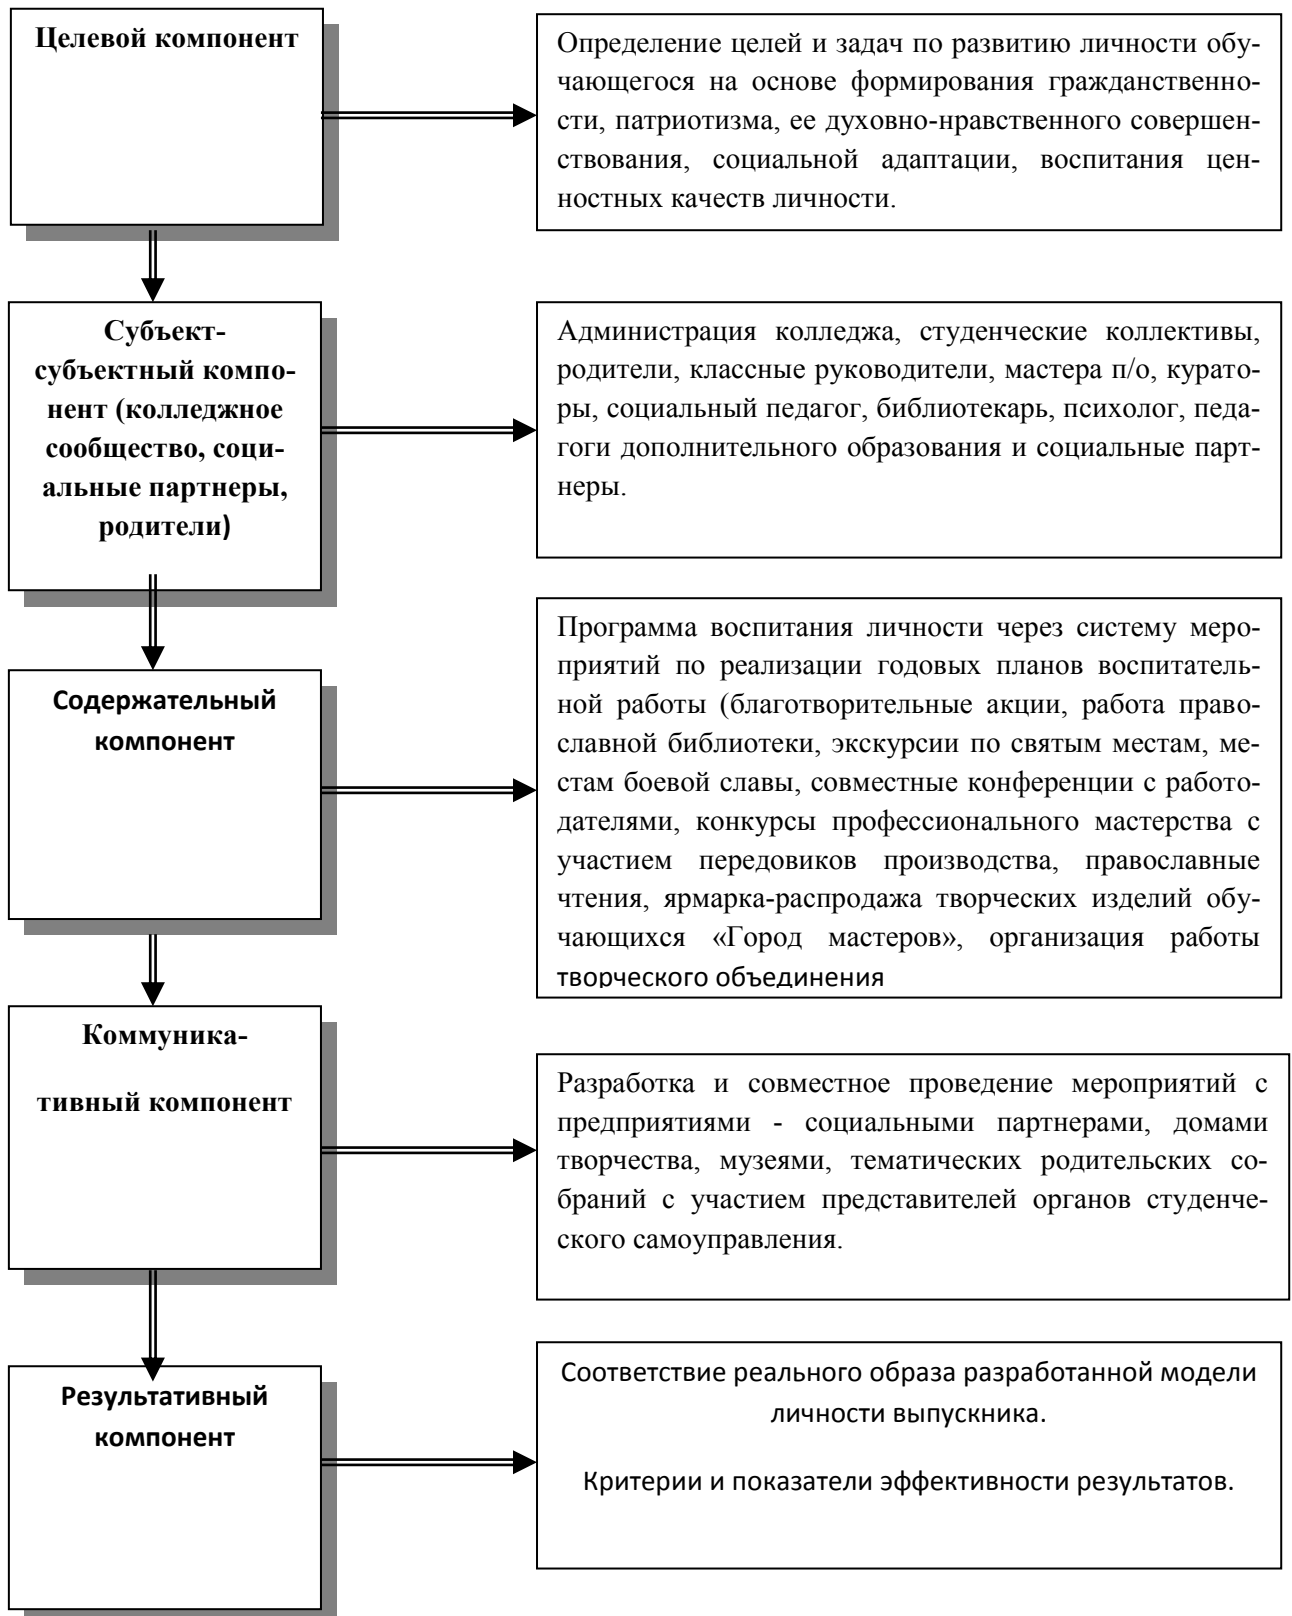 Целевой компонент
Определение целей и задач по развитию личности обу-
чающегося на основе формирования гражданственно-
сти, патриотизма, ее духовно-нравственного совершен-
ствования, социальной адаптации, воспитания цен-
ностных качеств личности.
Субъект-
субъектный компо-
нент (колледжное
сообщество, соци-
альные партнеры,
родители)
Администрация колледжа, студенческие коллективы,
родители, классные руководители, мастера п/о, курато-
ры, социальный педагог, библиотекарь, психолог, педа-
гоги дополнительного образования и социальные парт-
неры.
Содержательный
компонент
Программа воспитания личности через систему меро-
приятий по реализации годовых планов воспитатель-
ной работы (благотворительные акции, работа право-
славной библиотеки, экскурсии по святым местам, ме-
стам боевой славы, совместные конференции с работо-
дателями, конкурсы профессионального мастерства с
участием передовиков производства, православные
чтения, ярмарка-распродажа творческих изделий обу-
чающихся «Город мастеров», организация работы
творческого объединения
Коммуника-
тивный компонент
Разработка и совместное проведение мероприятий с
предприятиями - социальными партнерами, домами
творчества, музеями, тематических родительских со-
браний с участием представителей органов студенче-
ского самоуправления.
Результативный
компонент
Соответствие реального образа разработанной модели
личности выпускника.
Критерии и показатели эффективности результатов.